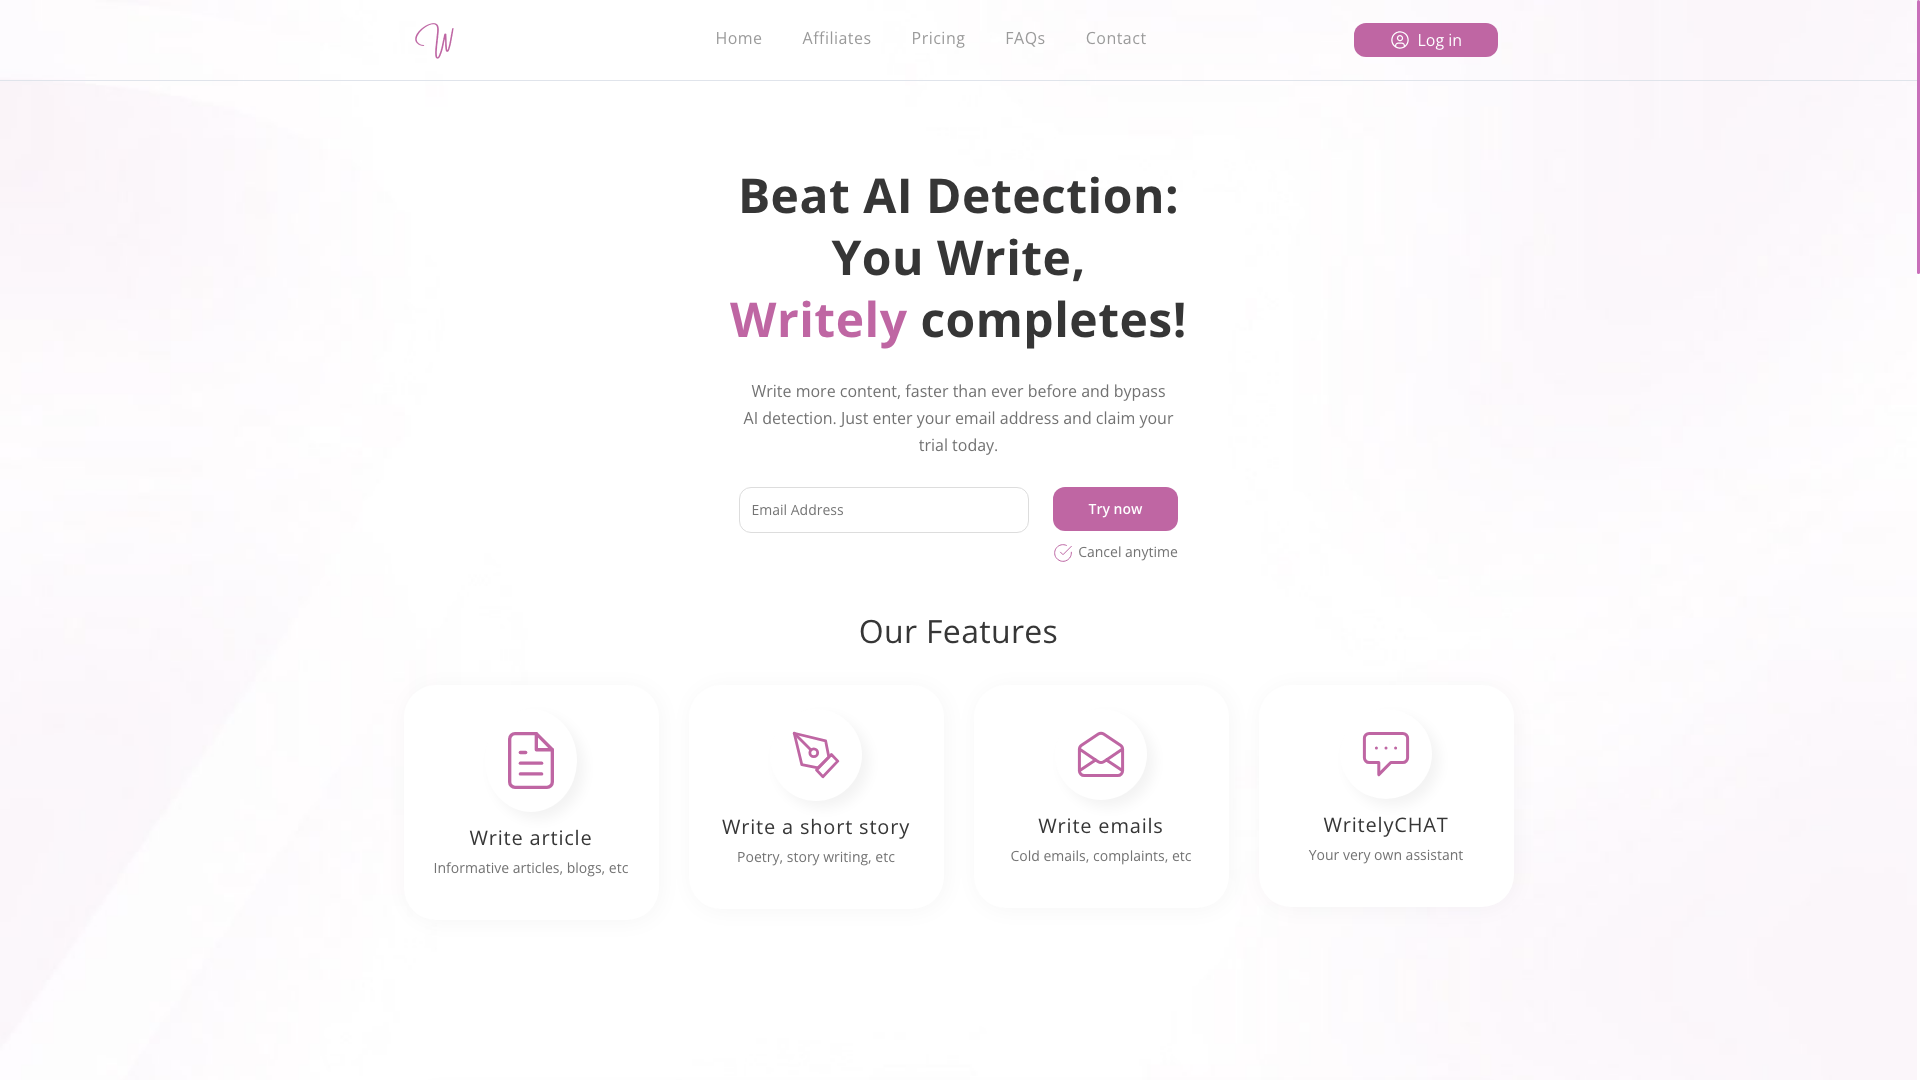 W
Home
Affiliates
Pricing
FAQs
Contact
Log in
Beat AI Detection:
You Write,
Writely completes!
Write more content, faster than ever before and bypass
AI detection. Just enter your email address and claim your
trial today.
Email Address
Try now
Cancel anytime
Our Features
Write article
Informative articles, blogs, etc
Write a short story
Poetry, story writing, etc
Write emails
Cold emails, complaints, etc
WritelyCHAT
Your very own assistant